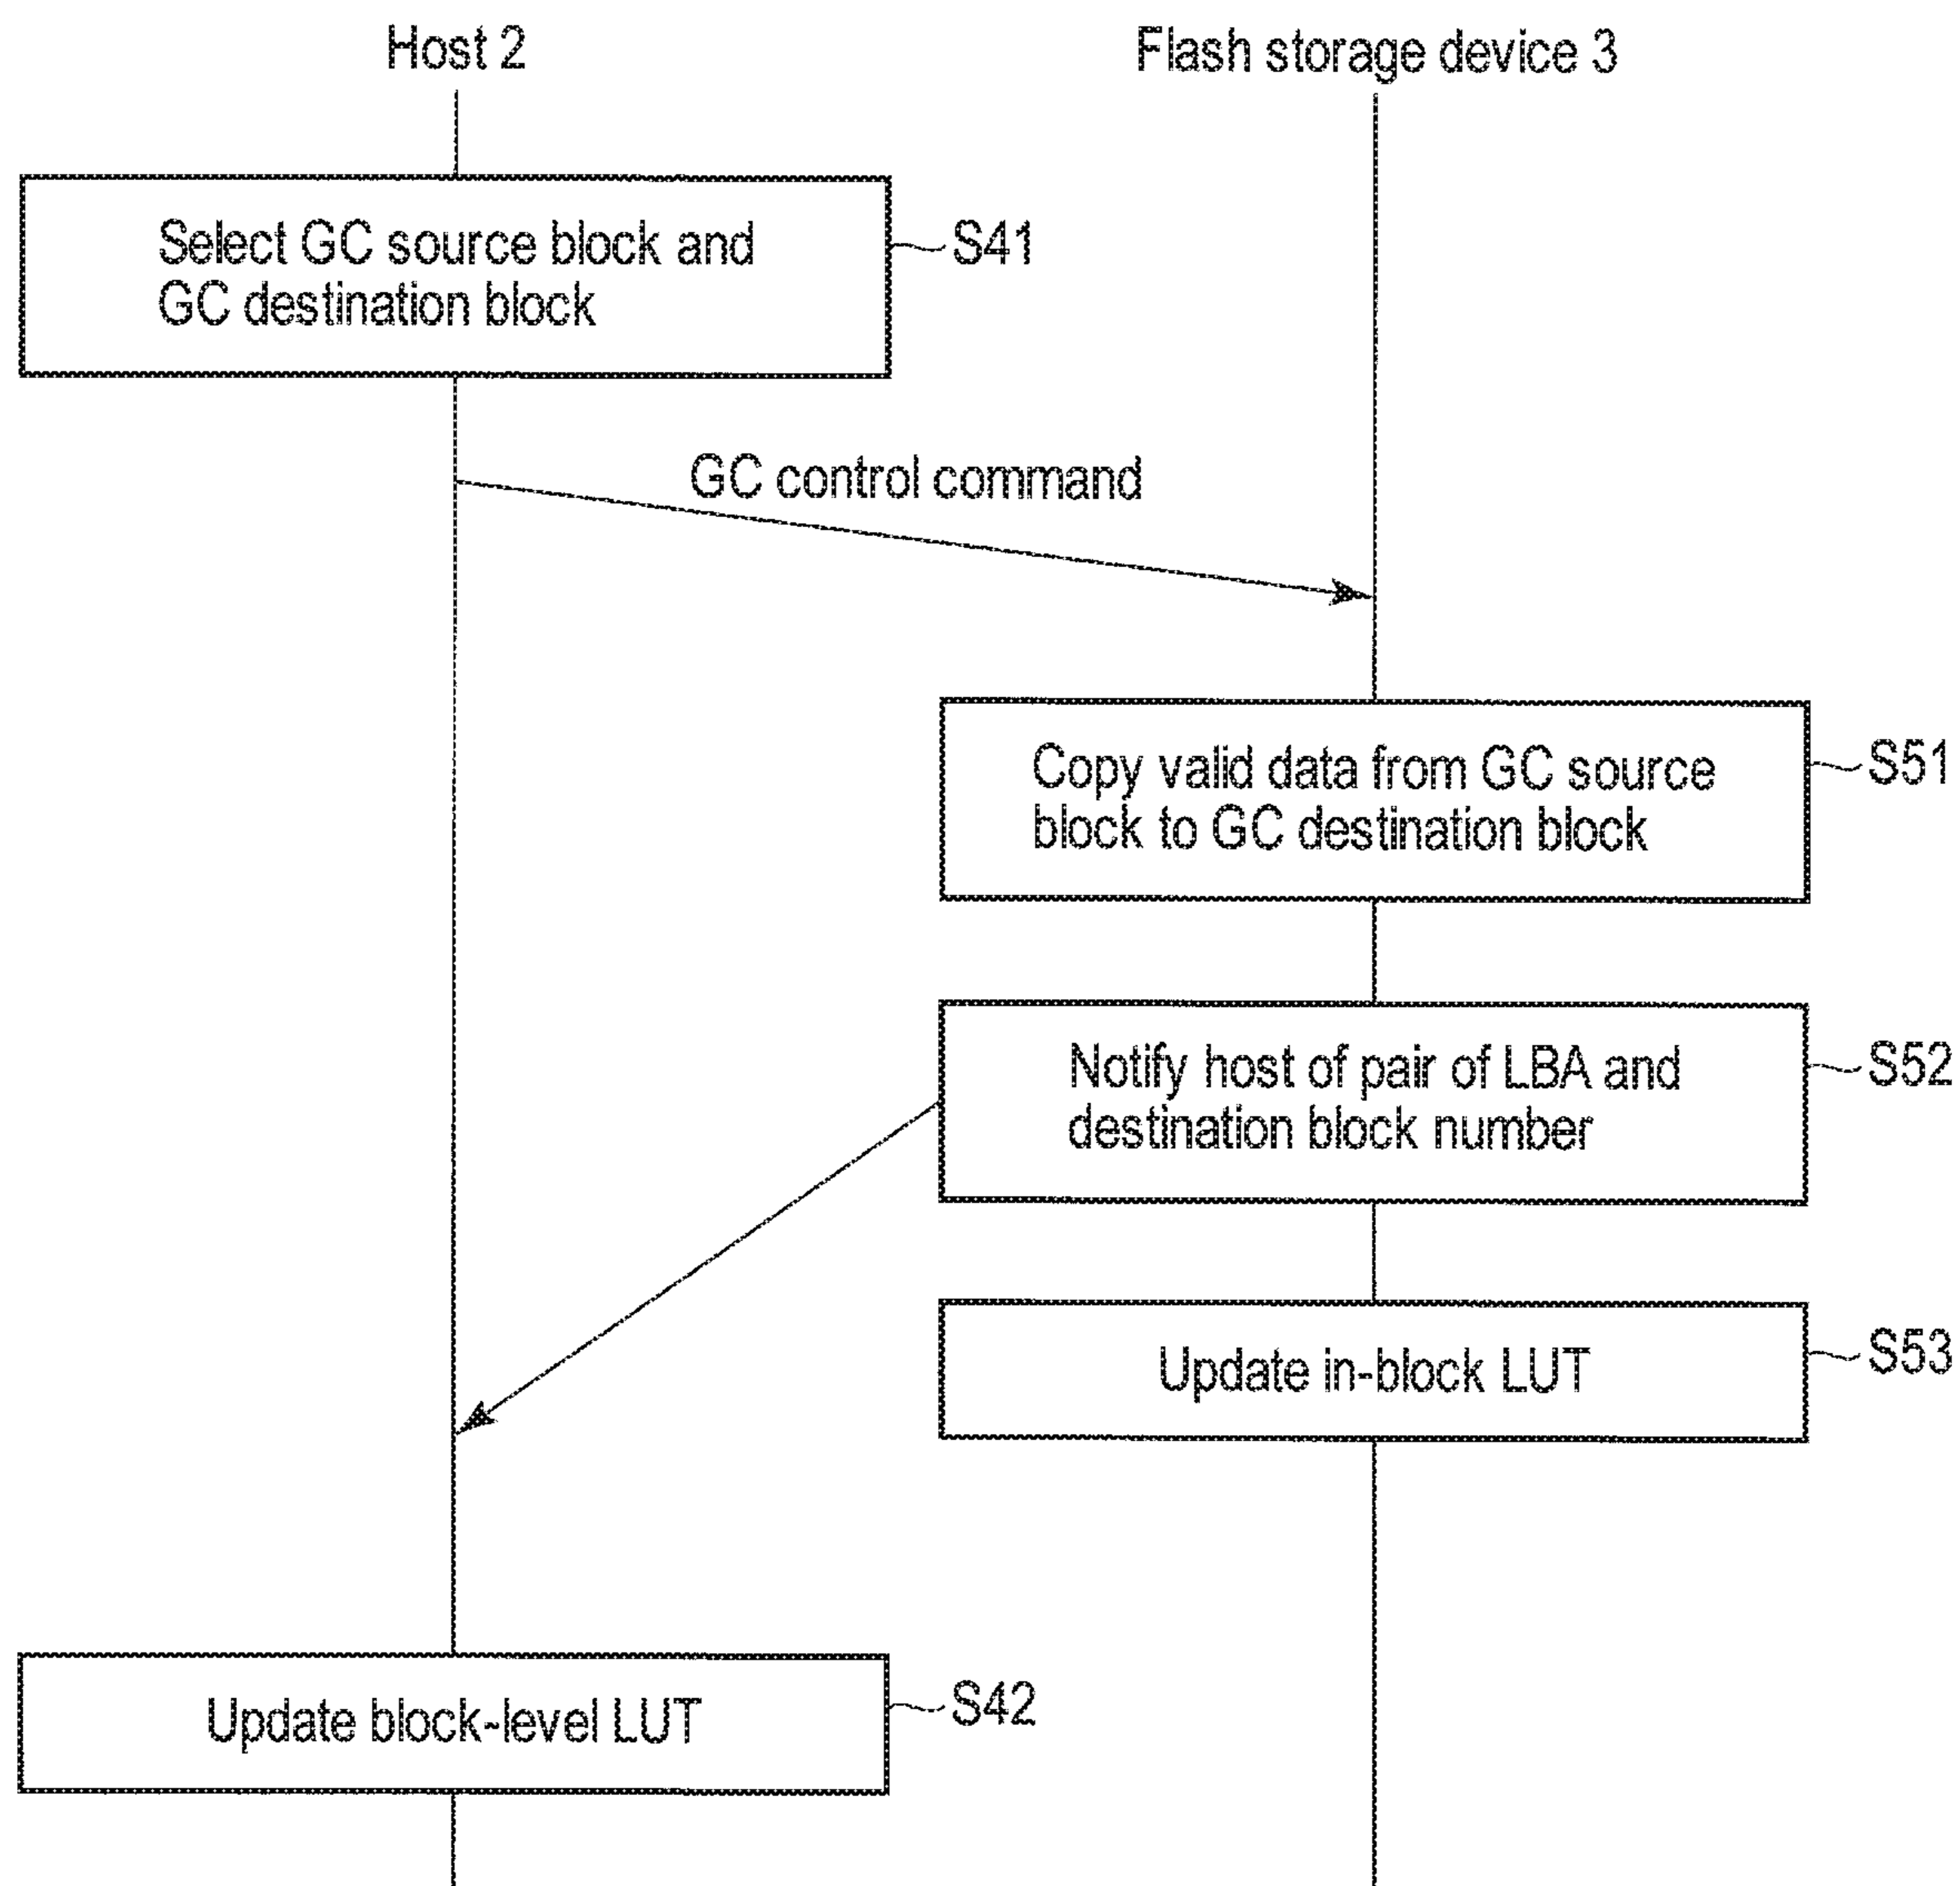 Host 2
Flash storage device 3
Select GC source block and
GC destination block
S41
GC control command
Copy valid data from GC source
block to GC destination block
S51
Notify host of pair of LBA and
destination block number
S52
Update in-block LUT
S53
Update block-level LUT
S42